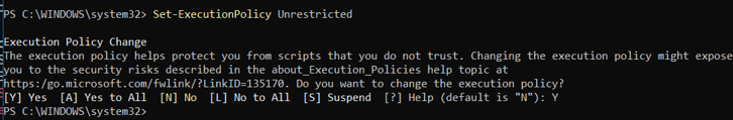 PS C:\WINDOWS\system32> Set-ExecutionPolicy Unrestricted
Execution Policy Change
The execution policy helps protect you from scripts that you do not trust. Changing the execution policy might expose
you to the security risks described in the about_Execution_Policies help topic at
https:/go.microsoft.com/fwlink/?LinkID=135170. Do you want to change the execution policy?
[Y] Yes  [A] Yes to All  [N] No  [L] No to All  [S] Suspend  [?] Help (default is "N"): Y
PS C:\WINDOWS\system32>